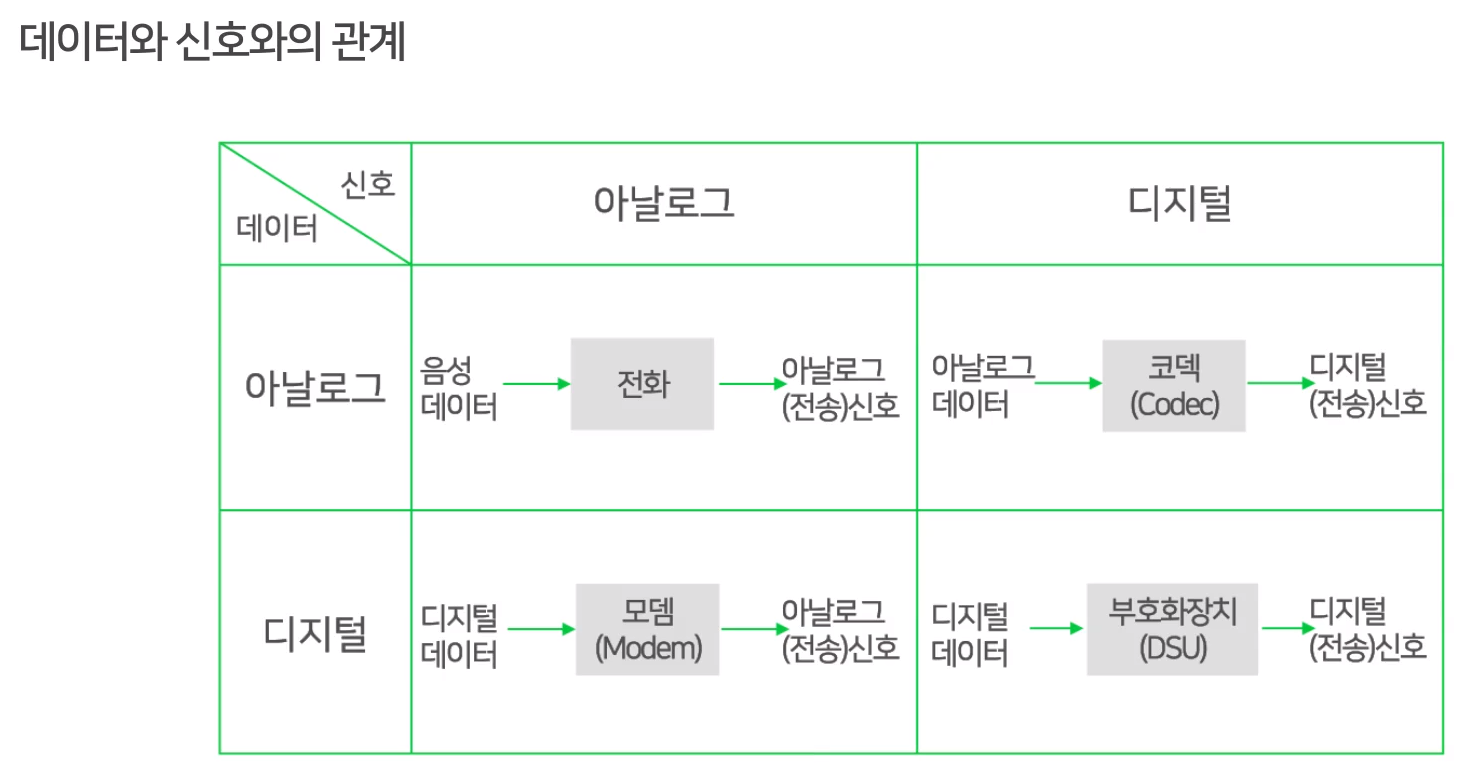 데이터와 신호와의 관계
신호
데이터
아날로그
디지털
아날로그
음성
데이터
전화
아날로그
(전송)신호
아날로그
데이터
코덱
(Codec)
디지털
(전송)신호
디지털
디지털
데이터
모뎀
(Modem)
아날로그
(전송)신호
디지털
데이터
부호화장치
(DSU)
디지털
(전송)신호